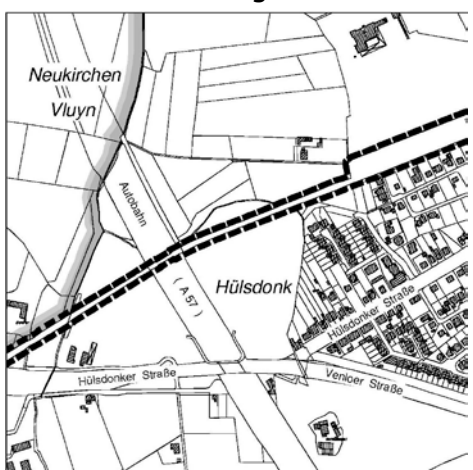 Neukirchen
Vluyn
Autobahn
( A 57 )
Hülsdonk
Hülsdonker Straße
Hülsdonker Straße
Venloer Straße